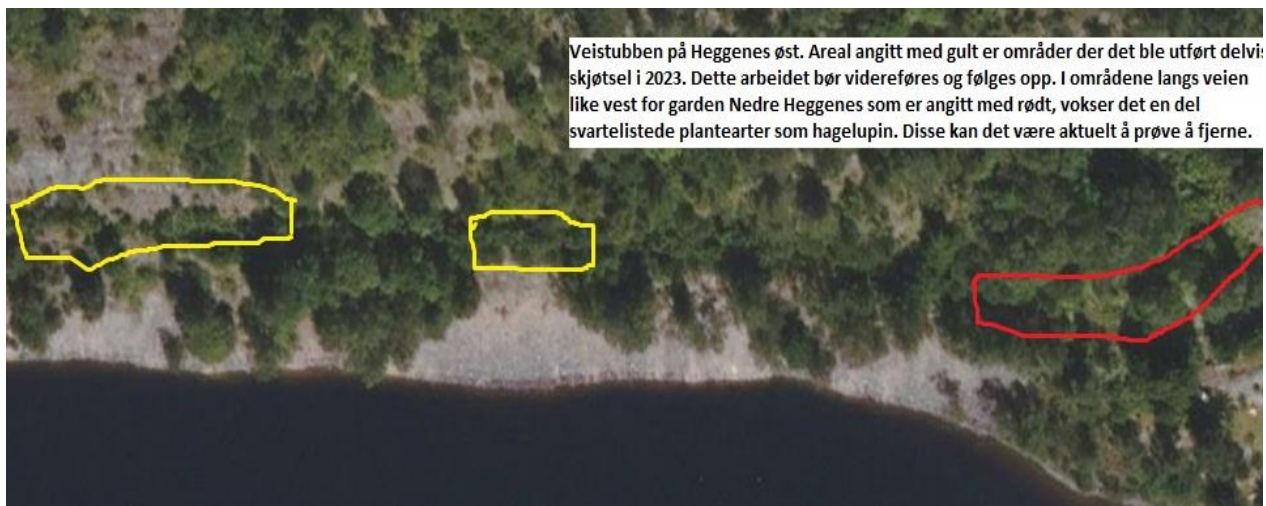 Veistubben på Heggenes øst. Areal angitt med gult er områder der det ble utført delvis
skjøtsel i 2023. Dette arbeidet bør videreføres og følges opp. I områdene langs veien
like vest for garden Nedre Heggenes som er angitt med rødt, vokser det en del
svartelistede plantearter som hagelupin. Disse kan det være aktuelt å prøve å fjerne.